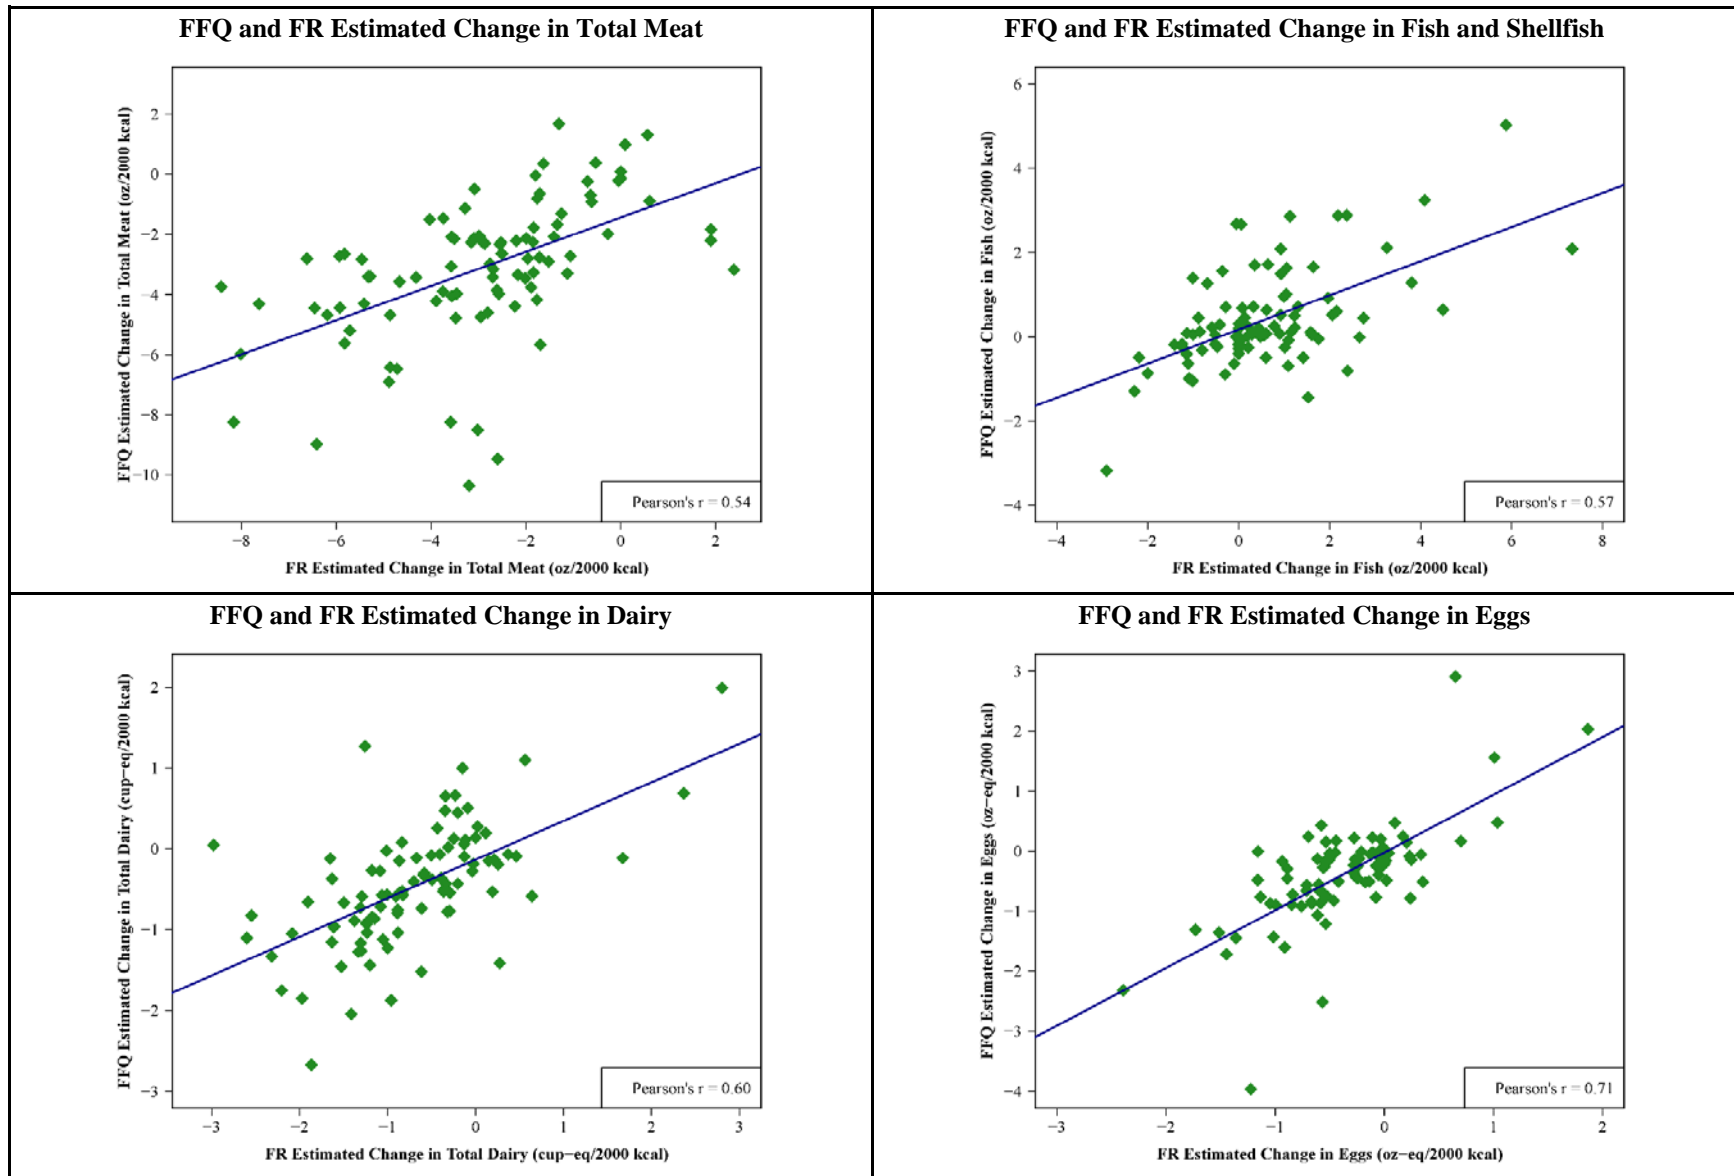 FFQ and FR Estimated Change in Total Meat
FFQ Estimated Change in Total Meat (oz/2000 kcal)
2
0
−2
−4
−6
−8
−10
Pearson's r = 0.54
−8 −6 −4 −2 0 2
FR Estimated Change in Total Meat (oz/2000 kcal)
FFQ and FR Estimated Change in Fish and Shellfish
FFQ Estimated Change in Fish (oz/2000 kcal)
6
4
2
0
−2
−4
Pearson's r = 0.57
−4 −2 0 2 4 6 8
FR Estimated Change in Fish (oz/2000 kcal)
FFQ and FR Estimated Change in Dairy
FFQ Estimated Change in Total Dairy (cup−eq/2000 kcal)
2
1
0
−1
−2
−3
Pearson's r = 0.60
−3 −2 −1 0 1 2 3
FR Estimated Change in Total Dairy (cup−eq/2000 kcal)
FFQ and FR Estimated Change in Eggs
FFQ Estimated Change in Eggs (oz−eq/2000 kcal)
3
2
1
0
−1
−2
−3
−4
Pearson's r = 0.71
−3 −2 −1 0 1 2
FR Estimated Change in Eggs (oz−eq/2000 kcal)